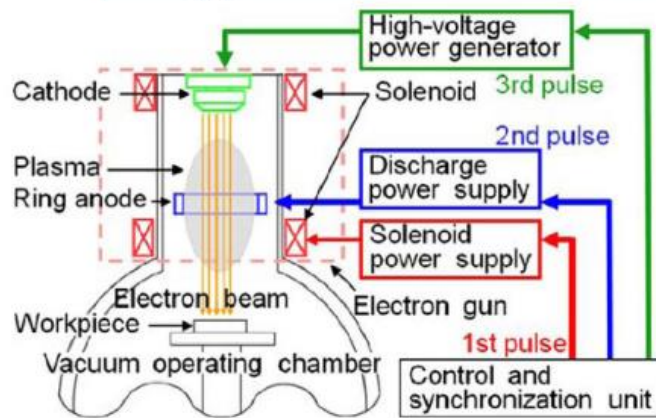 High-voltage
power generator
3rd pulse
Cathode
Solenoid
2nd pulse
Plasma
Discharge
power supply
Ring anode
Solenoid
power supply
Electron beam
Electron gun
Workpiece
1st pulse
Vacuum operating chamber
Control and
synchronization unit